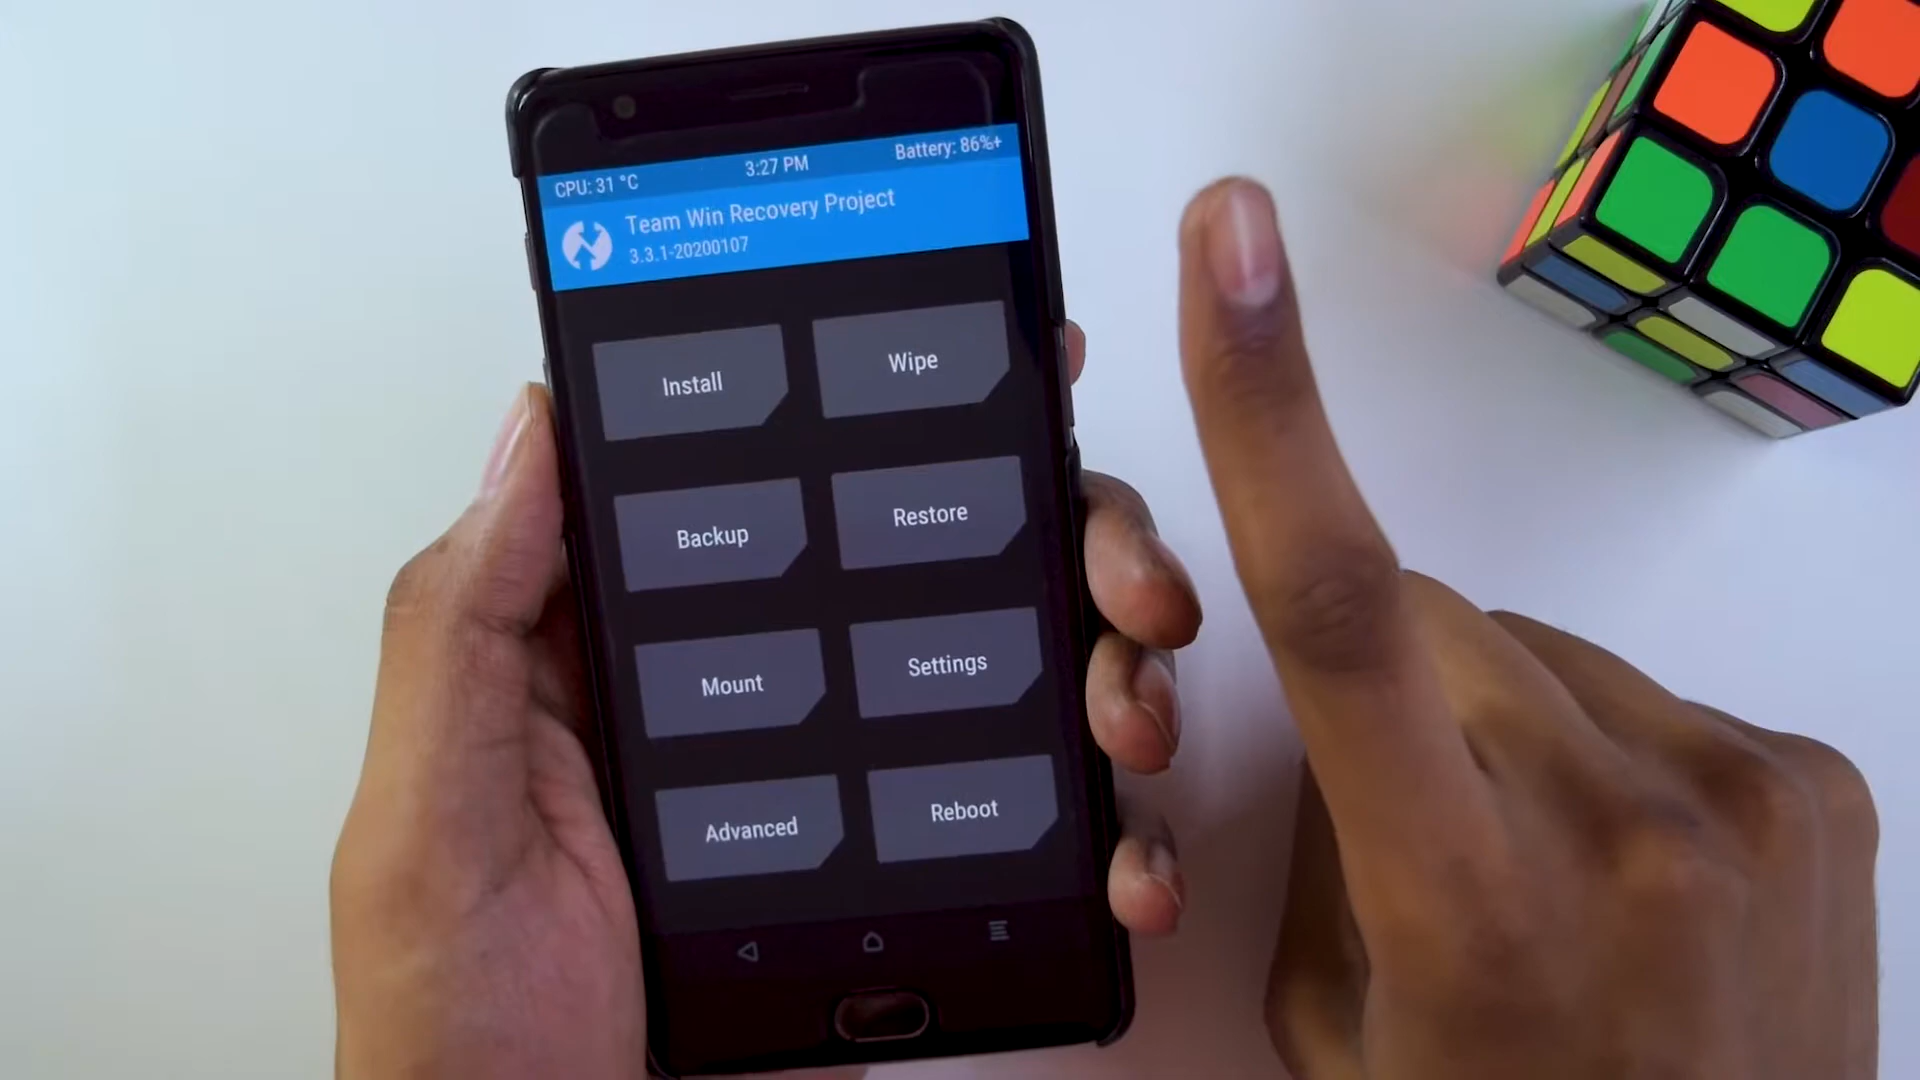 CPU: 31 °C
3:27 PM
Battery: 86%+
Team Win Recovery Project
3.3.1-20200107
Install
Wipe
Backup
Restore
Mount
Settings
Advanced
Reboot